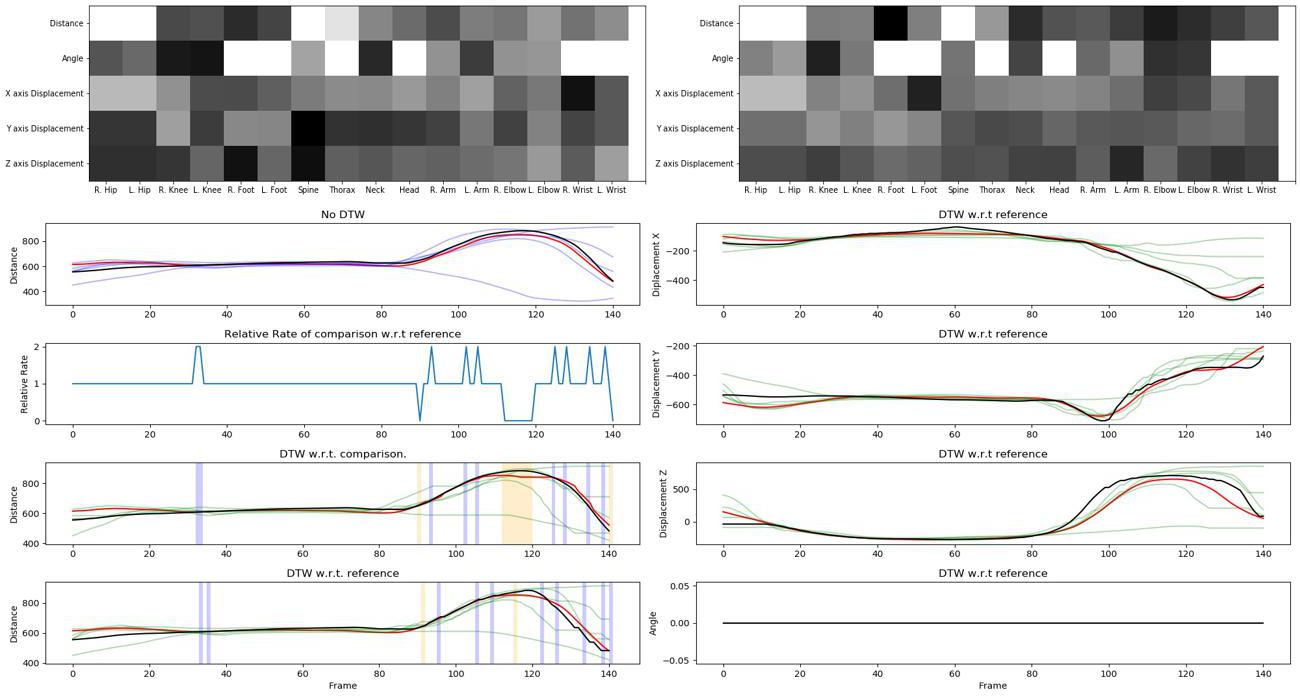 Distance
Angle
X axis Displacement
Y axis Displacement
Z axis Displacement
R. Hip L. Hip R. Knee L. Knee R. Foot L. Foot Spine Thorax Neck Head R. Arm L. Arm R. Elbow L. Elbow R. Wrist L. Wrist
Distance
Angle
X axis Displacement
Y axis Displacement
Z axis Displacement
R. Hip L. Hip R. Knee L. Knee R. Foot L. Foot Spine Thorax Neck Head R. Arm L. Arm R. Elbow L. Elbow R. Wrist L. Wrist
No DTW
Distance
800
600
400
0 20 40 60 80 100 120 140
DTW w.r.t reference
Diplacement X
−200
−400
0 20 40 60 80 100 120 140
Relative Rate of comparison w.r.t reference
Relative Rate
2
1
0
0 20 40 60 80 100 120 140
DTW w.r.t reference
Displacement Y
−200
−400
−600
0 20 40 60 80 100 120 140
DTW w.r.t. comparison.
Distance
800
600
400
0 20 40 60 80 100 120 140
DTW w.r.t reference
Displacement Z
500
0
0 20 40 60 80 100 120 140
DTW w.r.t. reference
Distance
800
600
400
0 20 40 60 80 100 120 140
Frame
DTW w.r.t reference
Angle
0.05
0.00
−0.05
0 20 40 60 80 100 120 140
Frame